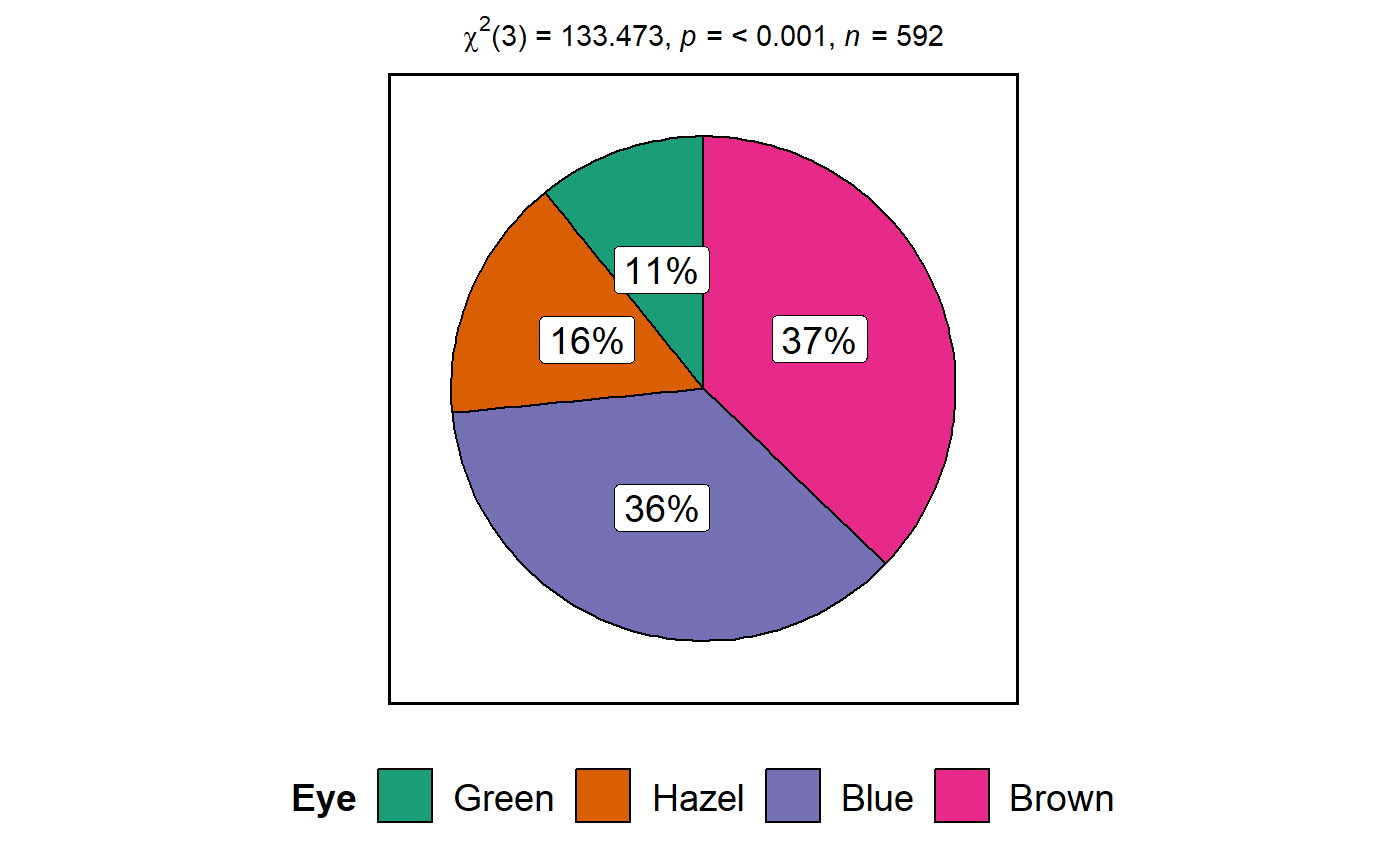 χ²(3) = 133.473, p = < 0.001, n = 592
11%
16%
37%
36%
Eye Green Hazel Blue Brown